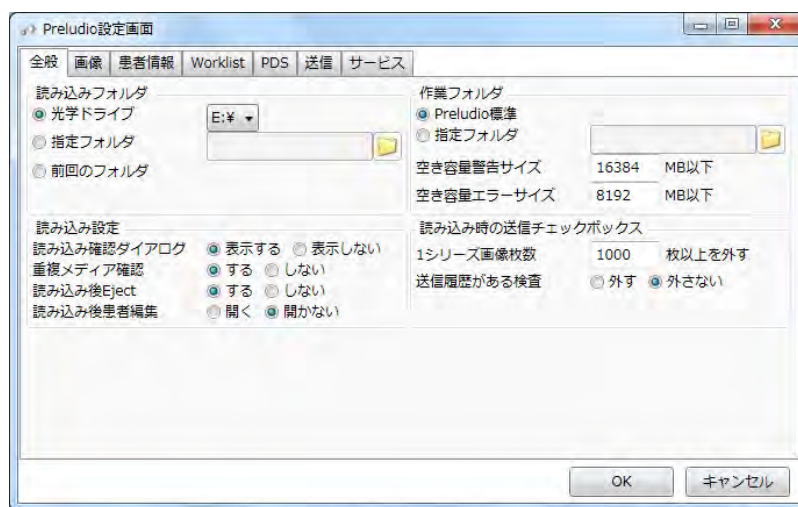 Preludio設定画面
全般 画像 患者情報 Worklist PDS 送信 サービス
読み込みフォルダ
光学ドライブ E:¥
指定フォルダ
前回のフォルダ
作業フォルダ
Preludio標準
指定フォルダ
空き容量警告サイズ 16384 MB以下
空き容量エラーサイズ 8192 MB以下
読み込み設定
読み込み確認ダイアログ 表示する 表示しない
重複メディア確認 する しない
読み込み後Eject する しない
読み込み後患者編集 開く 開かない
読み込み時の送信チェックボックス
1シリーズ画像枚数 1000 枚以上を外す
送信履歴がある検査 外す 外さない
OK キャンセル